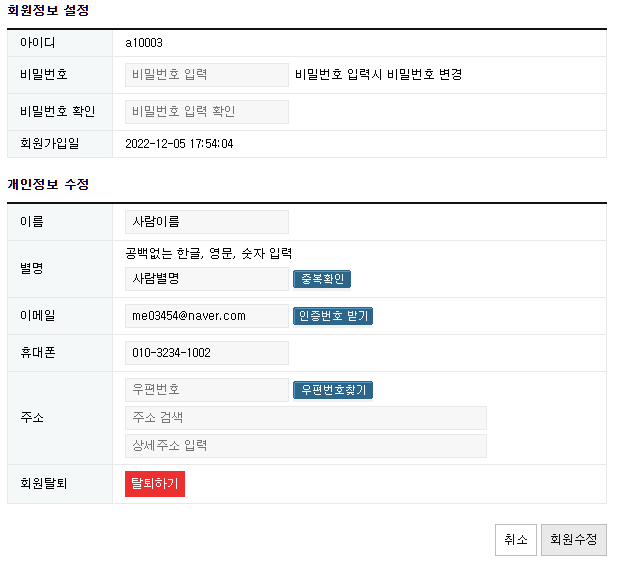 회원정보 설정
아이디 a10003
비밀번호 비밀번호 입력 비밀번호 입력시 비밀번호 변경
비밀번호 확인 비밀번호 입력 확인
회원가입일 2022-12-05 17:54:04
개인정보 수정
이름 사람이름
공백없는 한글, 영문, 숫자 입력
별명 사람별명 중복확인
이메일 me03454@naver.com 인증번호 받기
휴대폰 010-3234-1002
우편번호 우편번호찾기
주소 주소 검색
상세주소 입력
회원탈퇴 탈퇴하기
취소 회원수정